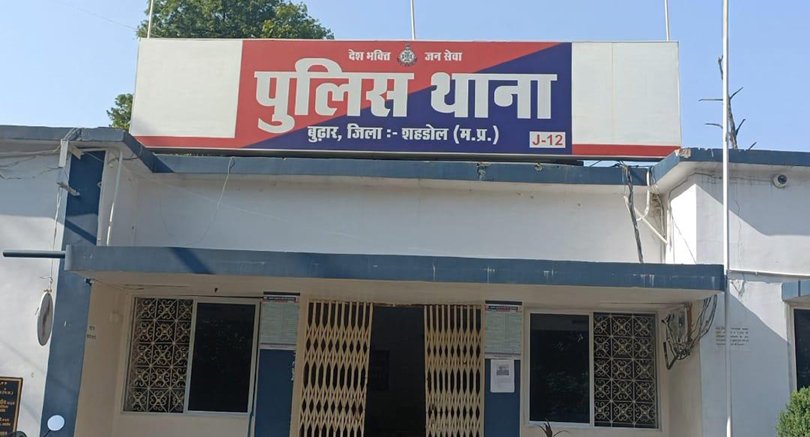 देश भक्ति जन सेवा
पुलिस थाना
बुढ़ार, जिला :- शहडोल (म.प्र.)
J-12